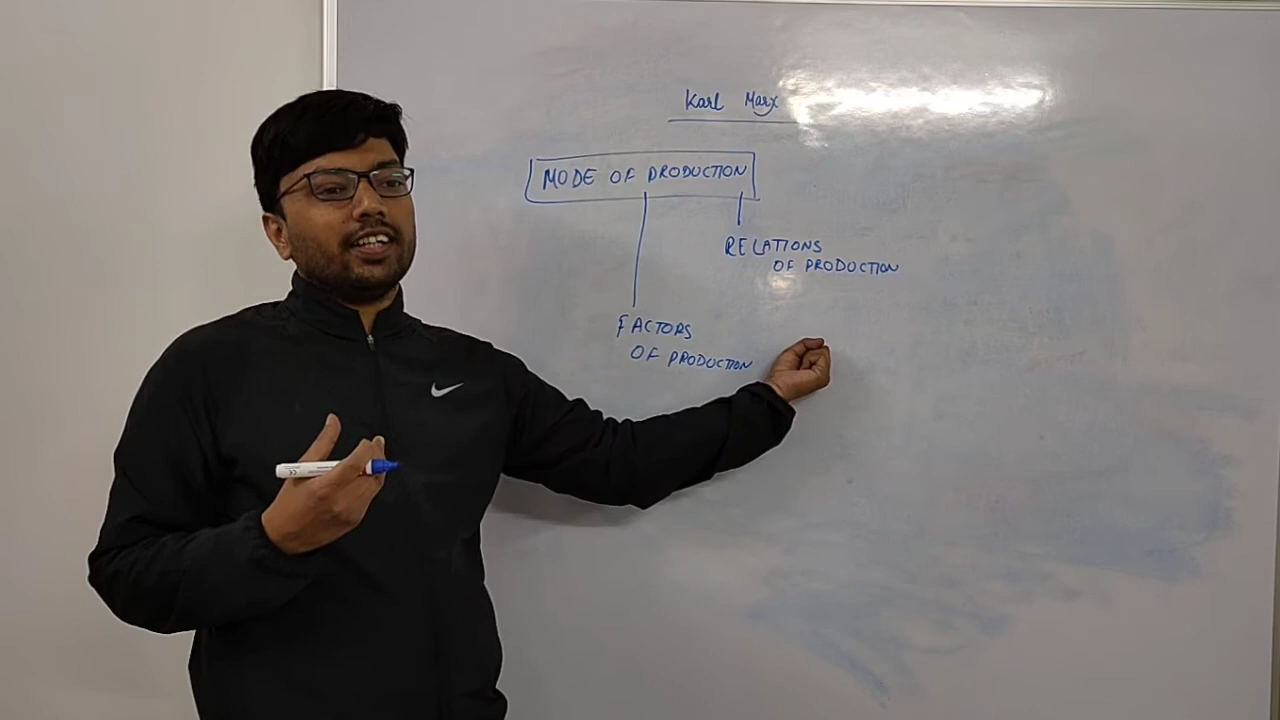 Karl Marx
MODE OF PRODUCTION
RELATIONS
OF PRODUCTION
FACTORS
OF PRODUCTION